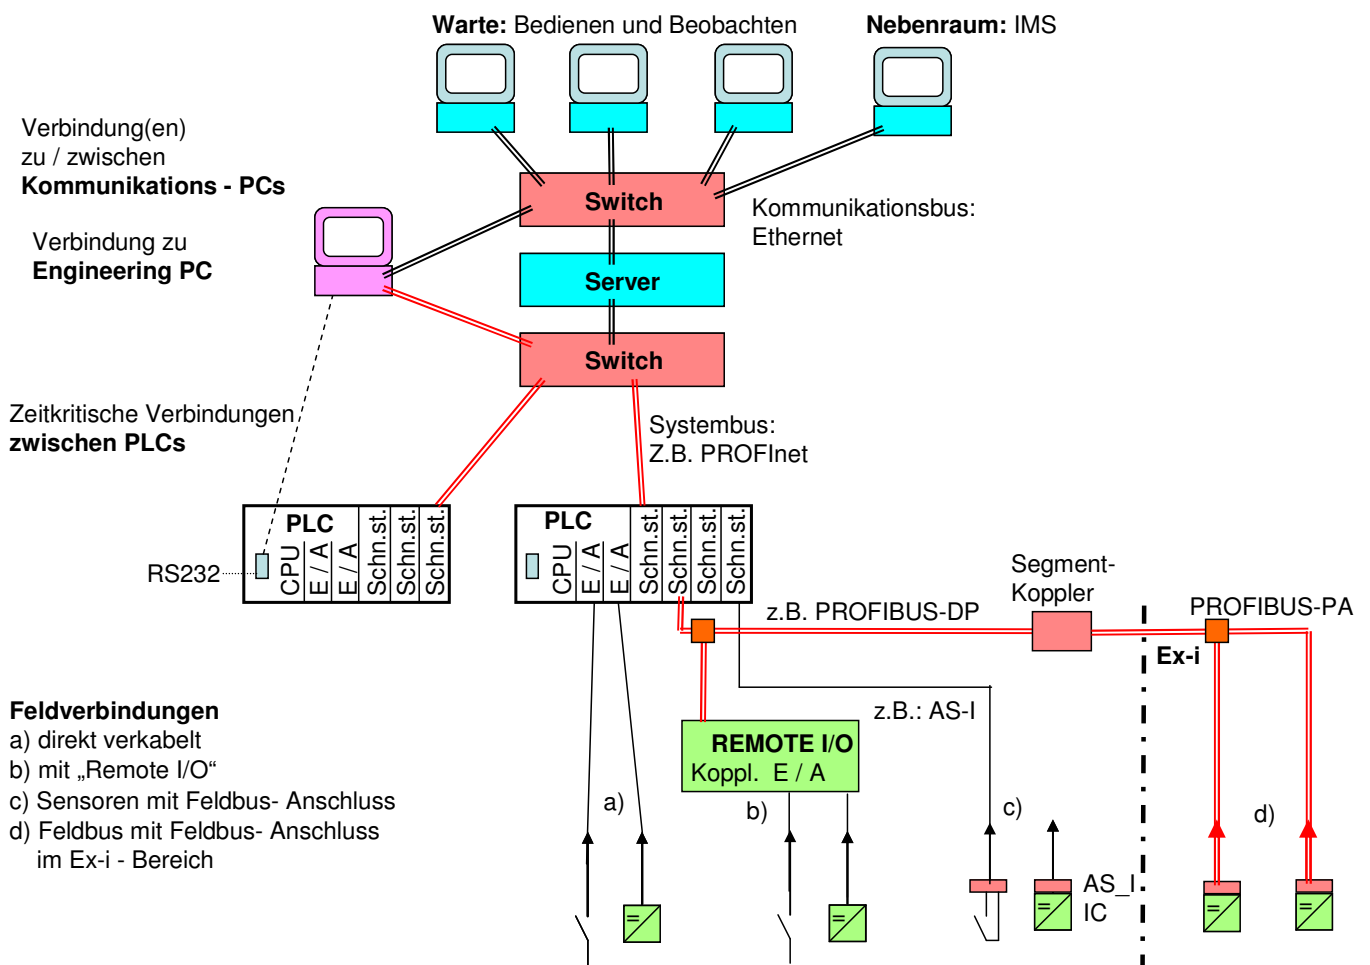 Warte: Bedienen und Beobachten
Nebenraum: IMS
Verbindung(en)
zu / zwischen
Kommunikations - PCs
Switch
Kommunikationsbus:
Ethernet
Verbindung zu
Engineering PC
Server
Switch
Zeitkritische Verbindungen
zwischen PLCs
Systembus:
Z.B. PROFInet
PLC
CPU
E / A
E / A
Schn.st.
Schn.st.
Schn.st.
RS232
PLC
CPU
E / A
E / A
Schn.st.
Schn.st.
Schn.st.
Schn.st.
Segment-
Koppler
z.B. PROFIBUS-DP
PROFIBUS-PA
Ex-i
z.B.: AS-I
REMOTE I/O
Koppl. E / A
Feldverbindungen
a) direkt verkabelt
b) mit „Remote I/O“
c) Sensoren mit Feldbus- Anschluss
d) Feldbus mit Feldbus- Anschluss
im Ex-i - Bereich
a)
b)
c)
d)
AS_I
IC
=
=
=
=
=